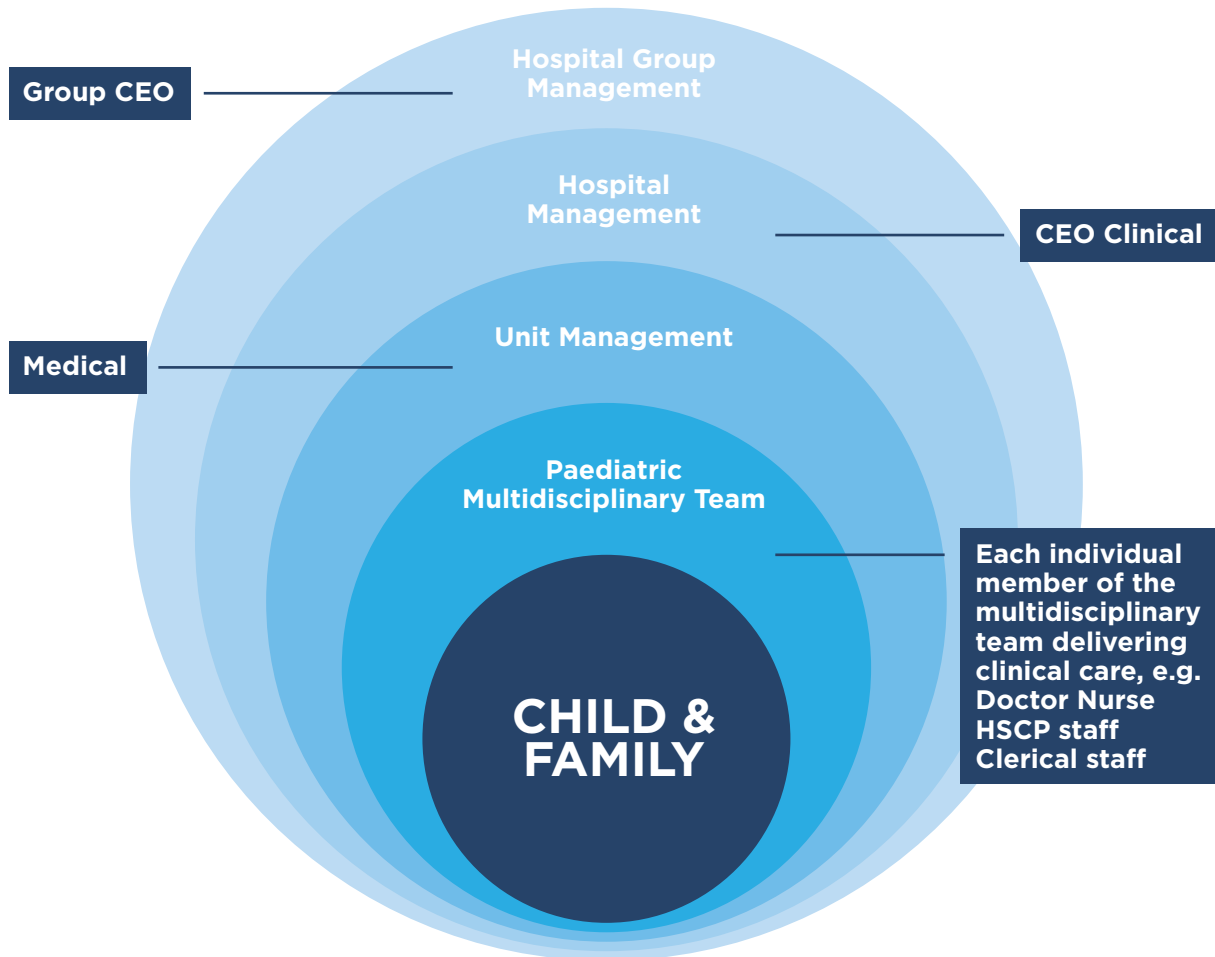 Hospital Group
Management
Group CEO
Hospital
Management
CEO Clinical
Unit Management
Medical
Paediatric
Multidisciplinary Team
Each individual
member of the
multidisciplinary
team delivering
clinical care, e.g.
Doctor Nurse
HSCP staff
Clerical staff
CHILD &
FAMILY